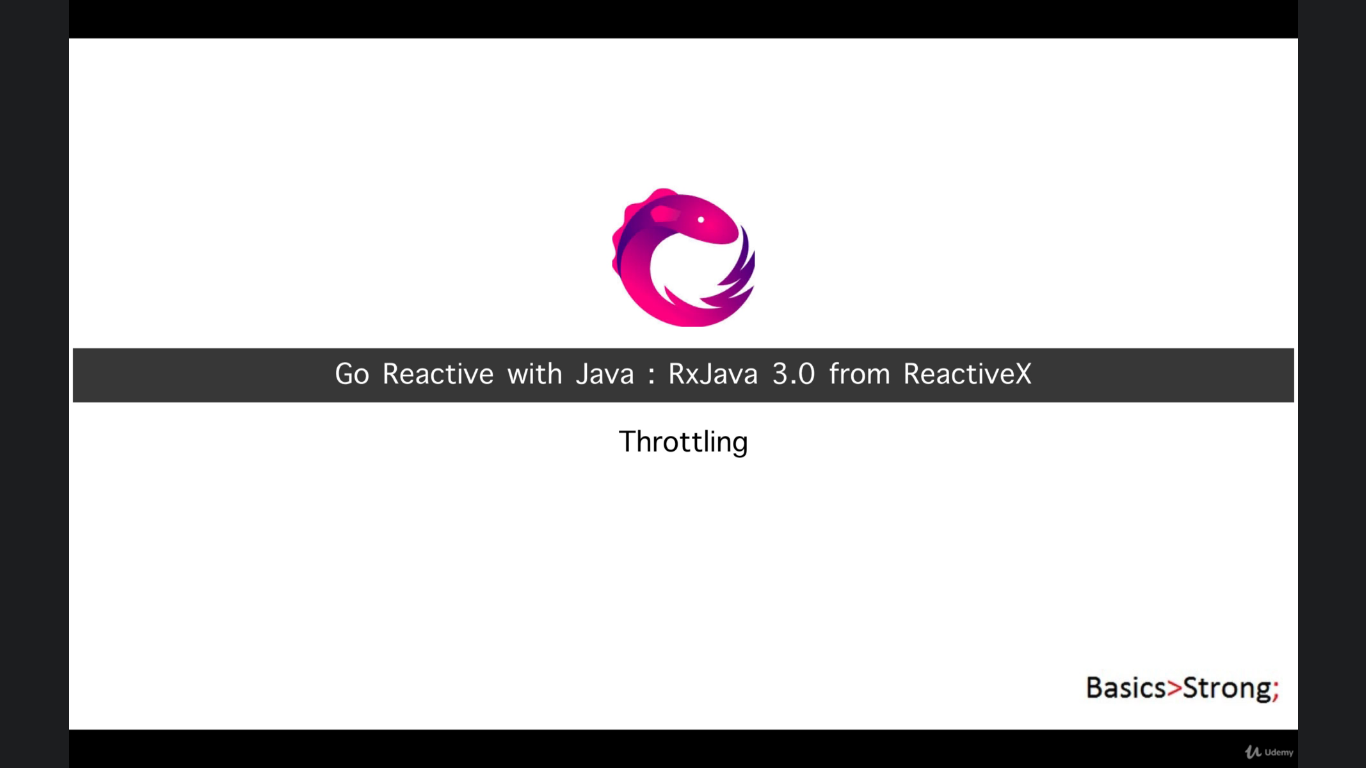 Go Reactive with Java : RxJava 3.0 from ReactiveX
Throttling
Basics>Strong;
Udemy